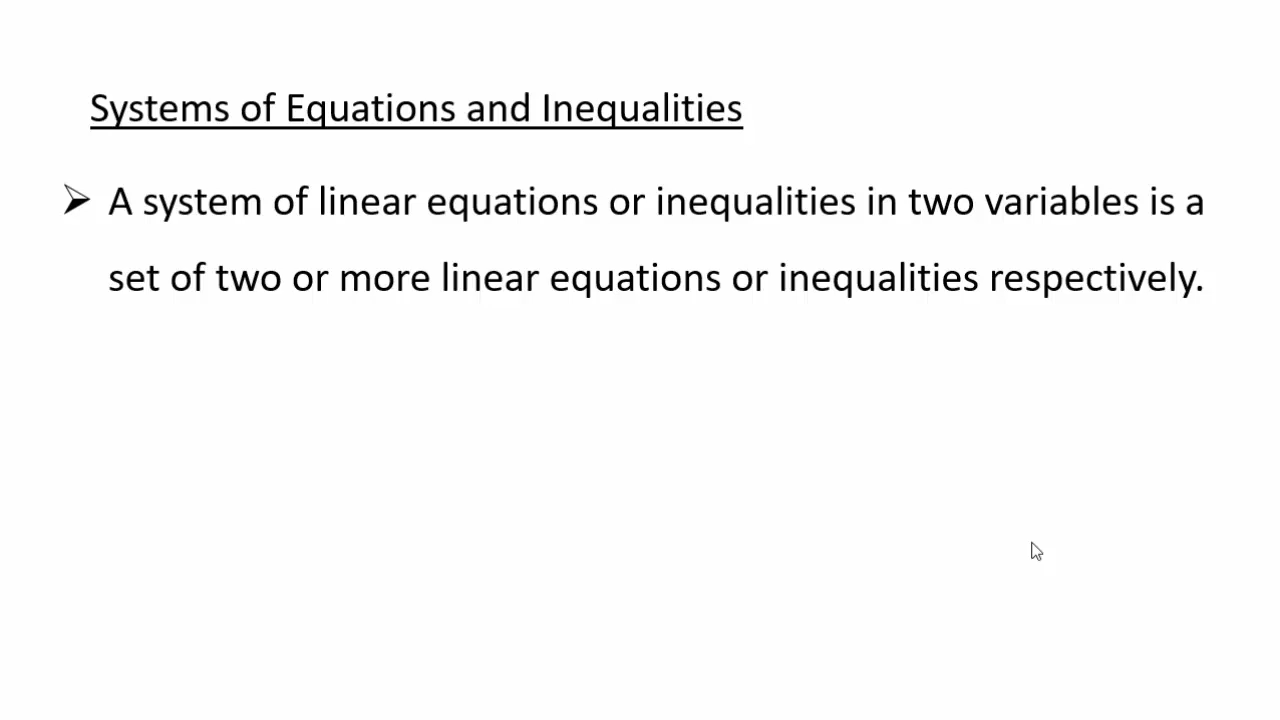 Systems of Equations and Inequalities
➢ A system of linear equations or inequalities in two variables is a
set of two or more linear equations or inequalities respectively.